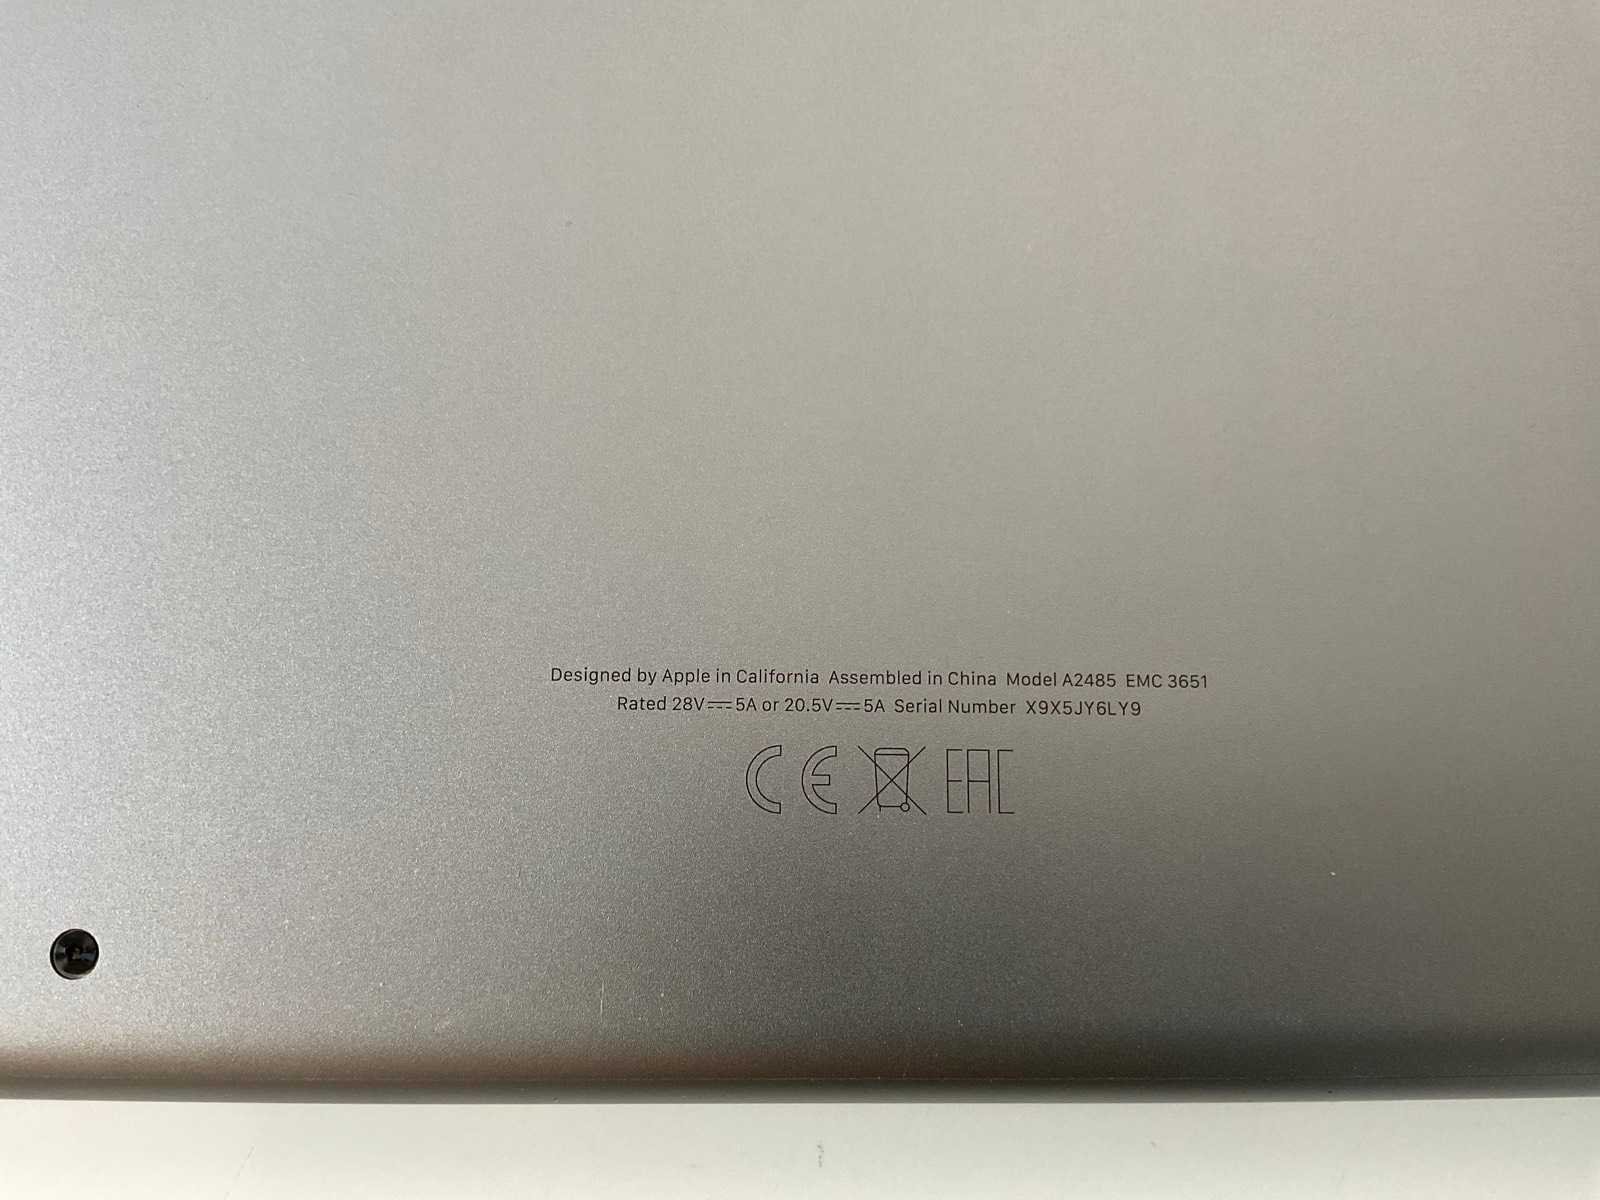 Designed by Apple in California Assembled in China Model A2485 EMC 3651
Rated 28V⎓5A or 20.5V⎓5A Serial Number X9X5JY6LY9
CE EAC